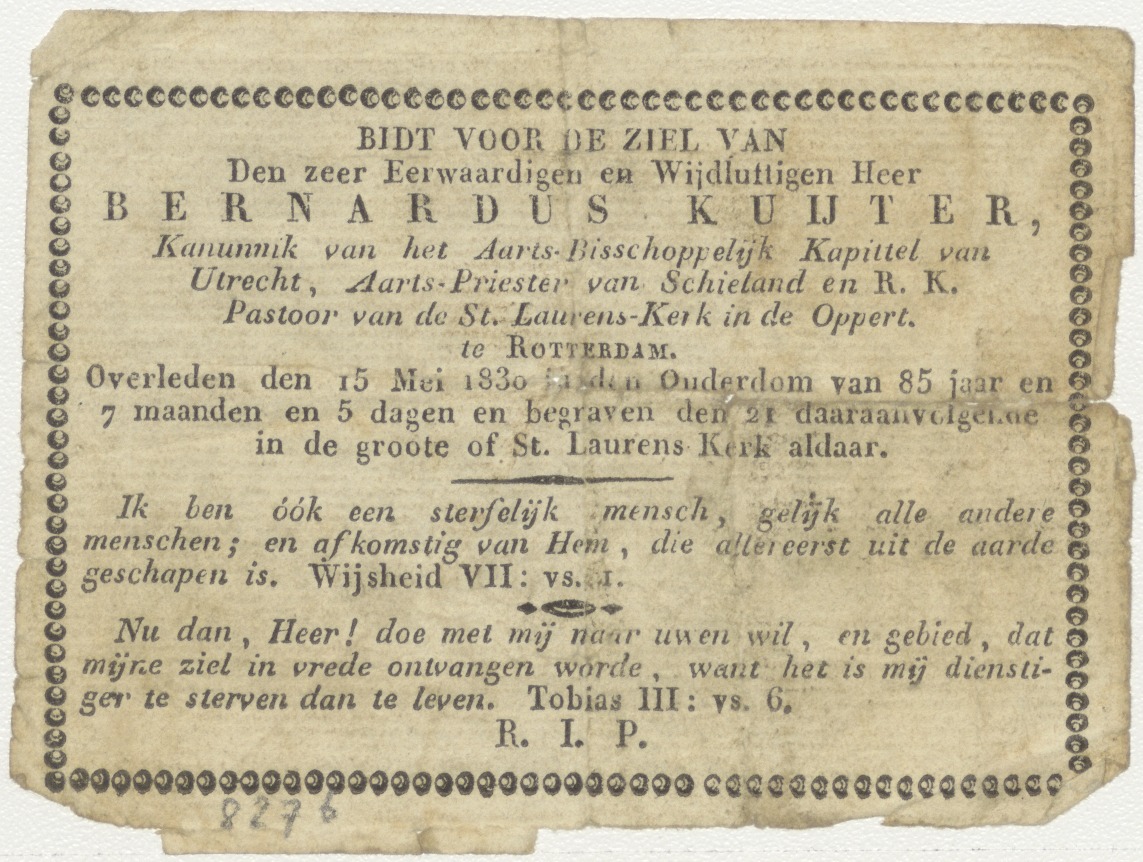 BIDT VOOR DE ZIEL VAN
Den zeer Eerwaardigen en Wijdluftigen Heer
BERNARDUS KUIJTER,
Kanunnik van het Aarts-Bisschoppelijk Kapittel van
Utrecht, Aarts-Priester van Schieland en R. K.
Pastoor van de St. Laurens-Kerk in de Oppert.
te ROTTERDAM.
Overleden den 15 Mei 1830 in den Ouderdom van 85 jaar en
7 maanden en 5 dagen en begraven den 21 daaraanvolgende
in de groote of St. Laurens Kerk aldaar.
Ik ben óók een sterfelijk mensch, gelijk alle andere
menschen; en afkomstig van Hem, die allereerst uit de aarde
geschapen is. Wijsheid VII: vs. 1.
Nu dan, Heer! doe met mij naar uwen wil, en gebied, dat
mijne ziel in vrede ontvangen worde, want het is mij diensti-
ger te sterven dan te leven. Tobias III: vs. 6.
R. I. P.
8276